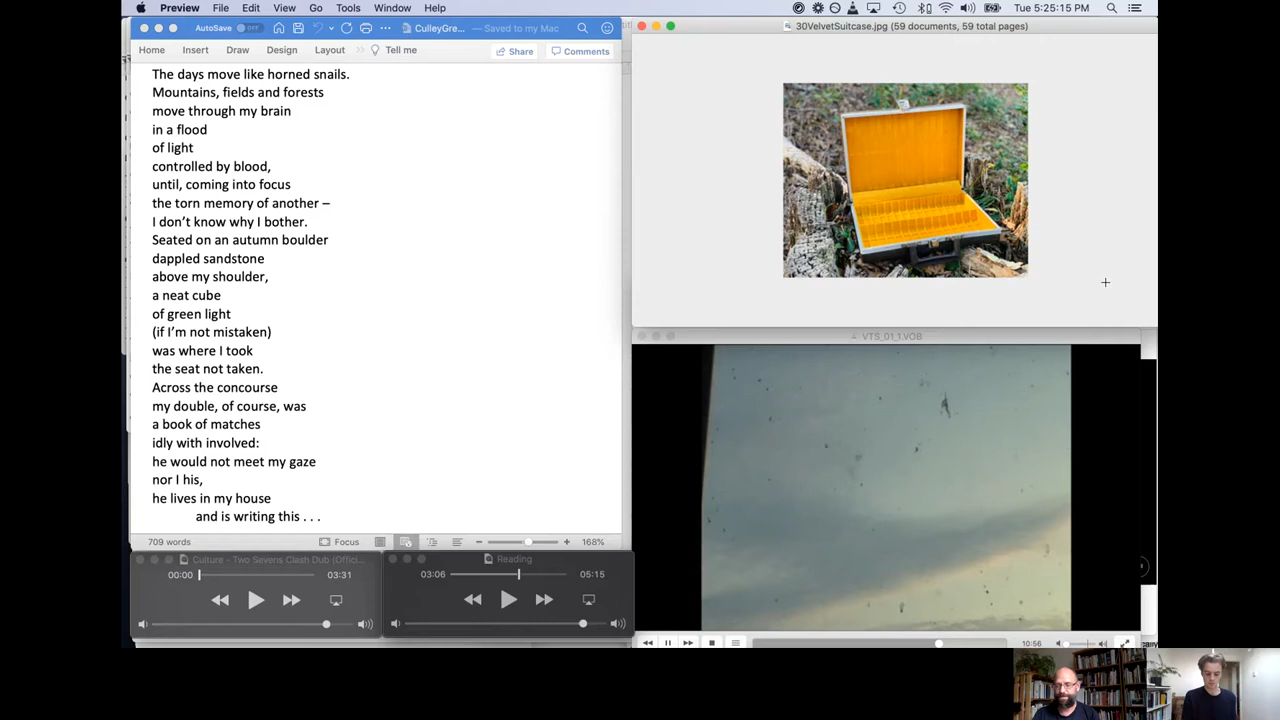 Preview File Edit View Go Tools Window Help Tue 5:25:15 PM
AutoSave OFF CulleyGre... — Saved to my Mac
Home Insert Draw Design Layout Tell me Share Comments
The days move like horned snails.
Mountains, fields and forests
move through my brain
in a flood
of light
controlled by blood,
until, coming into focus
the torn memory of another –
I don't know why I bother.
Seated on an autumn boulder
dappled sandstone
above my shoulder,
a neat cube
of green light
(if I'm not mistaken)
was where I took
the seat not taken.
Across the concourse
my double, of course, was
a book of matches
idly with involved:
he would not meet my gaze
nor I his,
he lives in my house
and is writing this . . .
709 words Focus 168%
Culture - Two Sevens Clash Dub (Offici...
00:00 03:31
Reading
03:06 05:15
30VelvetSuitcase.jpg (59 documents, 59 total pages)
VTS_01_1.VOB
10:56